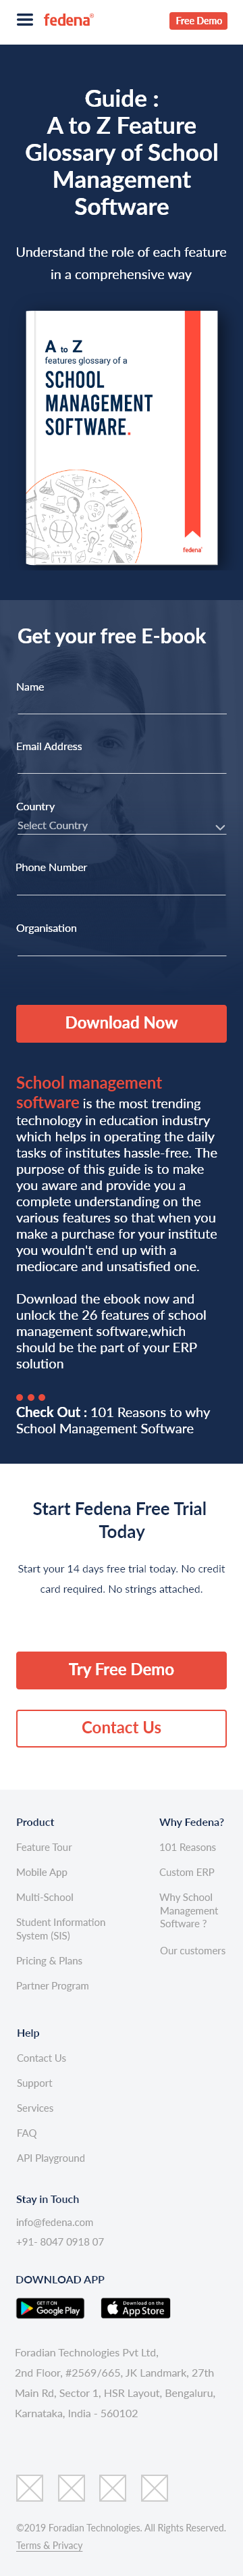 fedena®
Free Demo
Guide :
A to Z Feature
Glossary of School
Management
Software
Understand the role of each feature
in a comprehensive way
A to Z
features glossary of a
SCHOOL
MANAGEMENT
SOFTWARE.
fedena
Get your free E-book
Name
Email Address
Country
Select Country
Phone Number
Organisation
Download Now
School management
software is the most trending
technology in education industry
which helps in operating the daily
tasks of institutes hassle-free. The
purpose of this guide is to make
you aware and provide you a
complete understanding on the
various features so that when you
make a purchase for your institute
you wouldn't end up with a
mediocare and unsatisfied one.
Download the ebook now and
unlock the 26 features of school
management software,which
should be the part of your ERP
solution
Check Out : 101 Reasons to why
School Management Software
Start Fedena Free Trial
Today
Start your 14 days free trial today. No credit
card required. No strings attached.
Try Free Demo
Contact Us
Product
Feature Tour
Mobile App
Multi-School
Student Information
System (SIS)
Pricing & Plans
Partner Program
Why Fedena?
101 Reasons
Custom ERP
Why School
Management
Software ?
Our customers
Help
Contact Us
Support
Services
FAQ
API Playground
Stay in Touch
info@fedena.com
+91- 8047 0918 07
DOWNLOAD APP
GET IT ON
Google Play
Download on the
App Store
Foradian Technologies Pvt Ltd,
2nd Floor, #2569/665, JK Landmark, 27th
Main Rd, Sector 1, HSR Layout, Bengaluru,
Karnataka, India - 560102
©2019 Foradian Technologies. All Rights Reserved.
Terms & Privacy